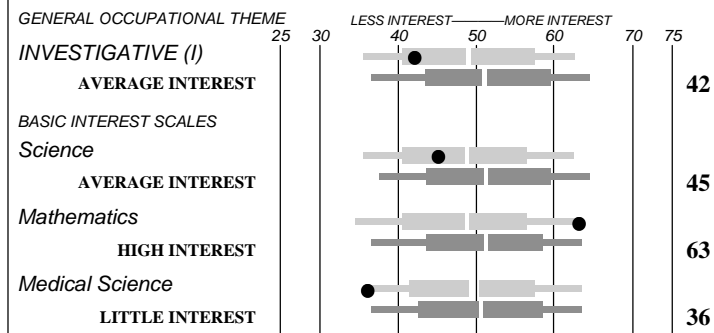 GENERAL OCCUPATIONAL THEME LESS INTEREST MORE INTEREST
25 30 40 50 60 70 75
INVESTIGATIVE (I)
AVERAGE INTEREST 42
BASIC INTEREST SCALES
Science
AVERAGE INTEREST 45
Mathematics
HIGH INTEREST 63
Medical Science
LITTLE INTEREST 36